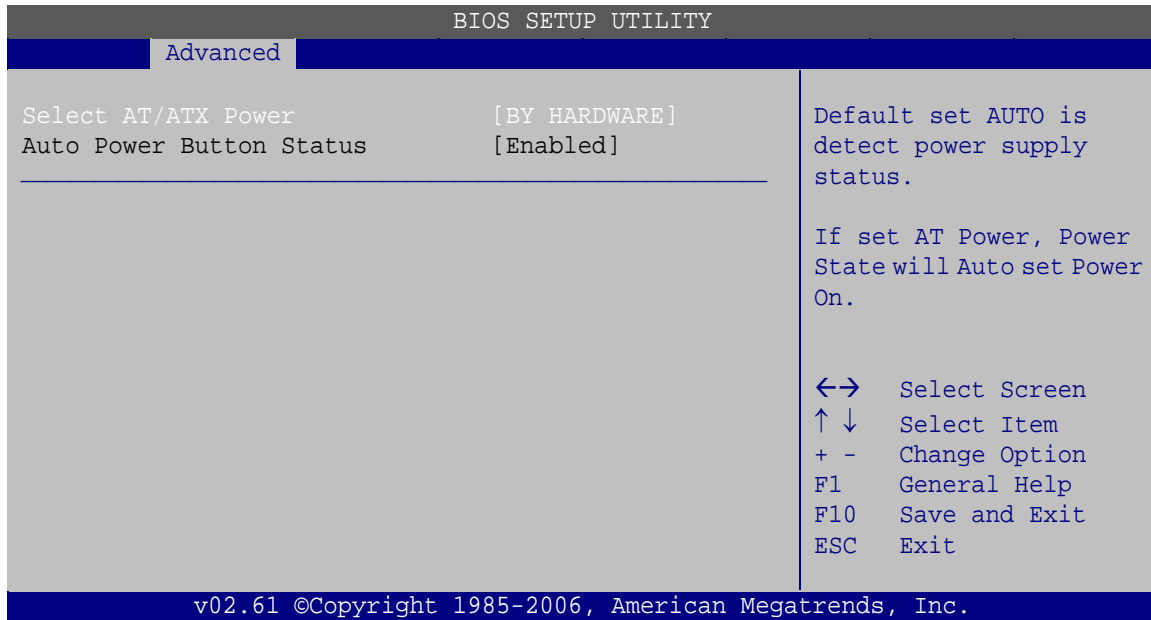 BIOS SETUP UTILITY
Advanced
Select AT/ATX Power [BY HARDWARE]
Auto Power Button Status [Enabled]
Default set AUTO is
detect power supply
status.
If set AT Power, Power
State will Auto set Power
On.
←→ Select Screen
↑ ↓ Select Item
+ - Change Option
F1 General Help
F10 Save and Exit
ESC Exit
v02.61 ©Copyright 1985-2006, American Megatrends, Inc.